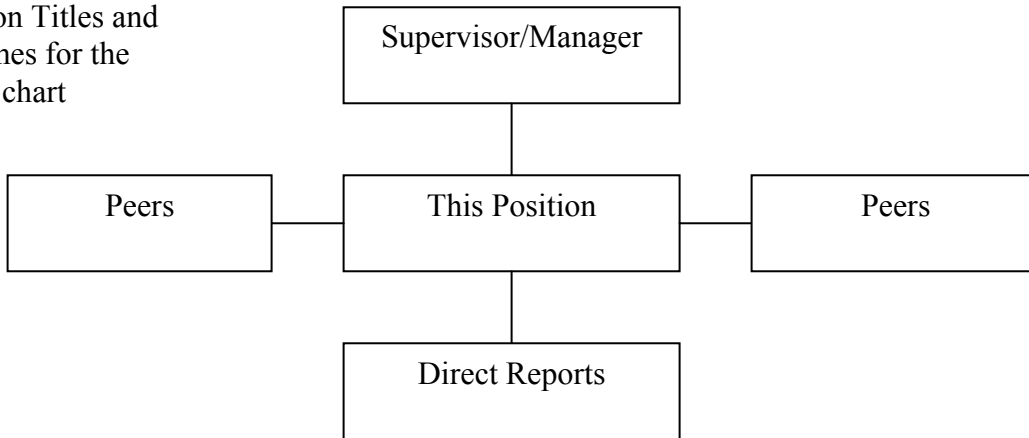 on Titles and
nes for the
chart
Supervisor/Manager
Peers
This Position
Peers
Direct Reports